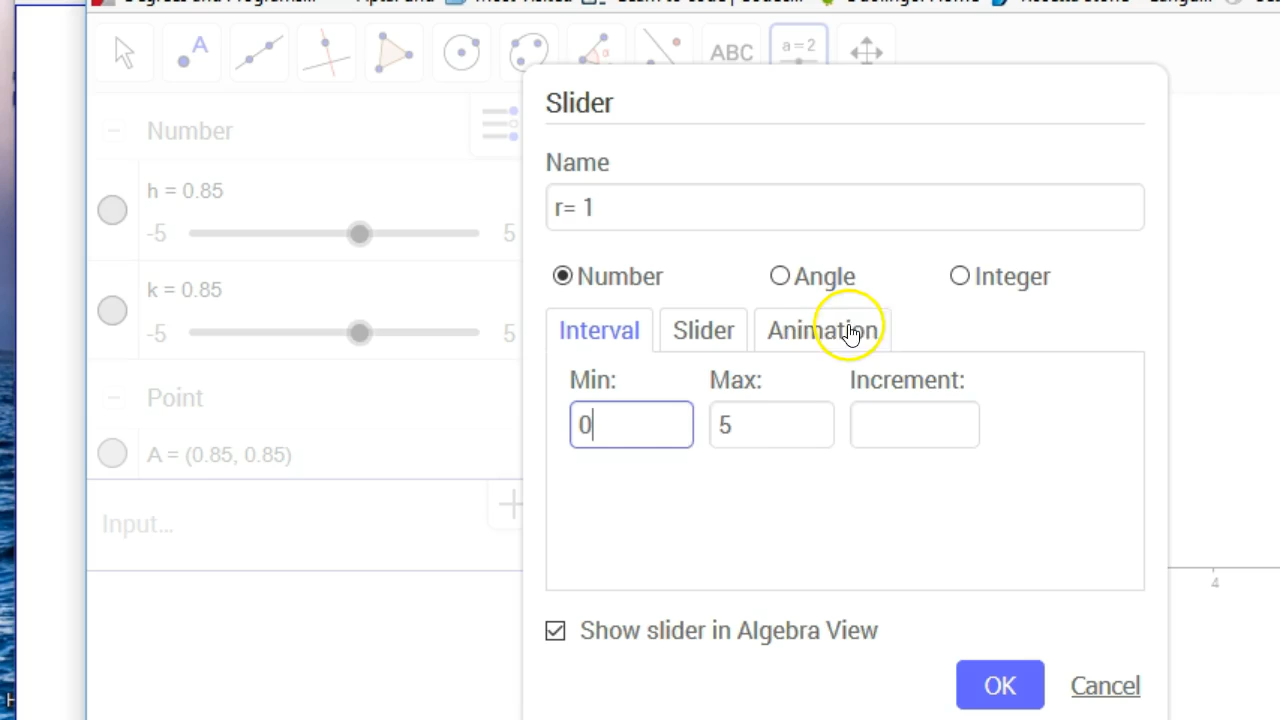 ABC
a=2
Number
h = 0.85
-5
5
k = 0.85
-5
5
Point
A = (0.85, 0.85)
Input...
Slider
Name
r= 1
Number
Angle
Integer
Interval
Slider
Animation
Min:
Max:
Increment:
0
5
Show slider in Algebra View
OK
Cancel
4